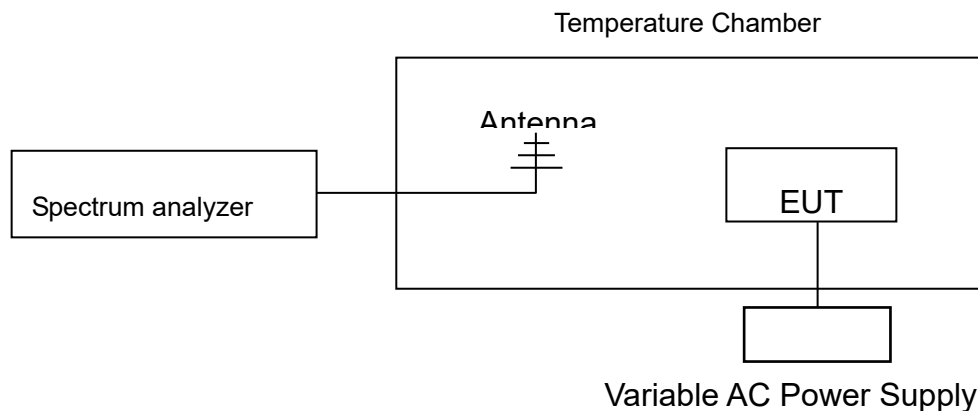 Temperature Chamber
Antenna
Spectrum analyzer
EUT
Variable AC Power Supply